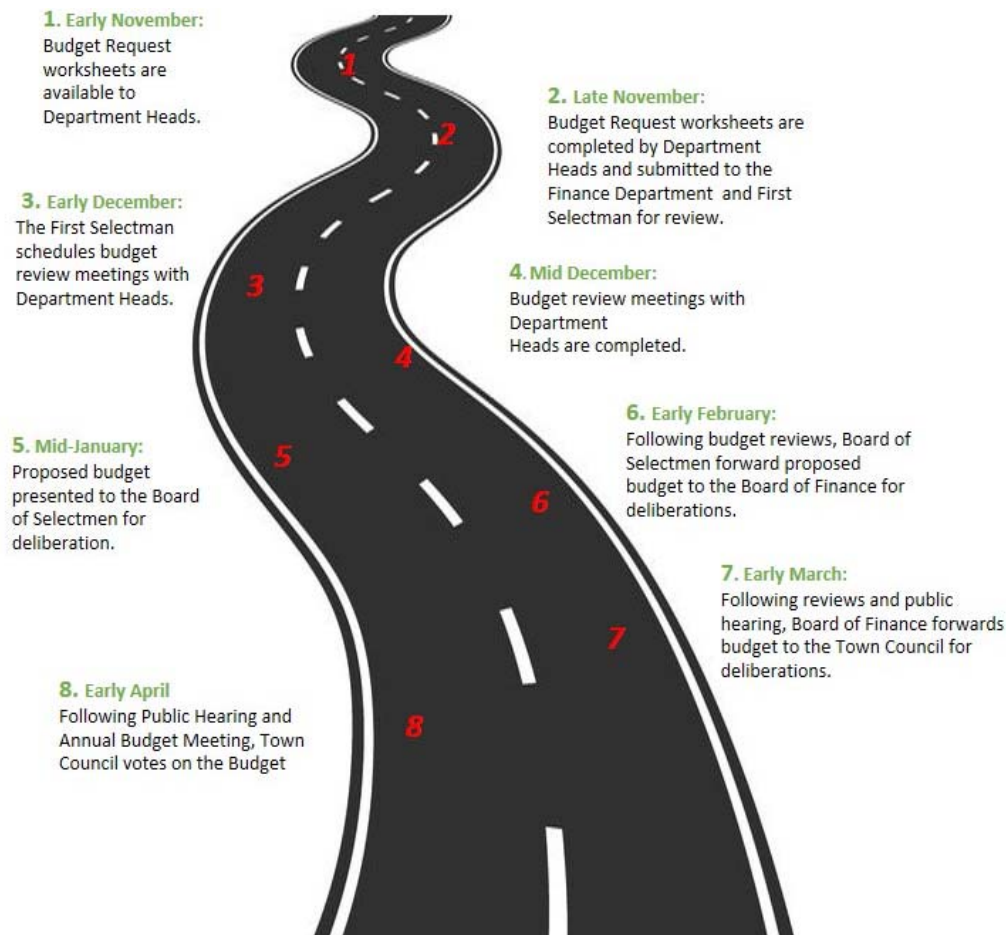 1. Early November:
Budget Request
worksheets are
available to
Department Heads.
2. Late November:
Budget Request worksheets are
completed by Department
Heads and submitted to the
Finance Department and First
Selectman for review.
3. Early December:
The First Selectman
schedules budget
review meetings with
Department Heads.
4. Mid December:
Budget review meetings with
Department
Heads are completed.
5. Mid-January:
Proposed budget
presented to the Board
of Selectmen for
deliberation.
6. Early February:
Following budget reviews, Board of
Selectmen forward proposed
budget to the Board of Finance for
deliberations.
7. Early March:
Following reviews and public
hearing, Board of Finance forwards
budget to the Town Council for
deliberations.
8. Early April
Following Public Hearing and
Annual Budget Meeting, Town
Council votes on the Budget
1
2
3
4
5
6
7
8